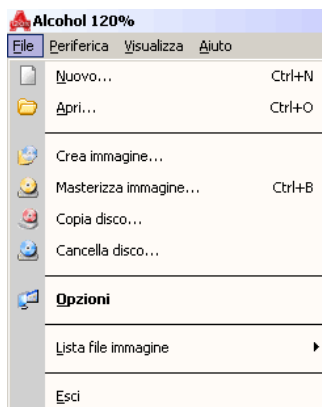 Alcohol 120%
File Periferica Visualizza Aiuto
Nuovo... Ctrl+N
Apri... Ctrl+O
Crea immagine...
Masterizza immagine... Ctrl+B
Copia disco...
Cancella disco...
Opzioni
Lista file immagine
Esci